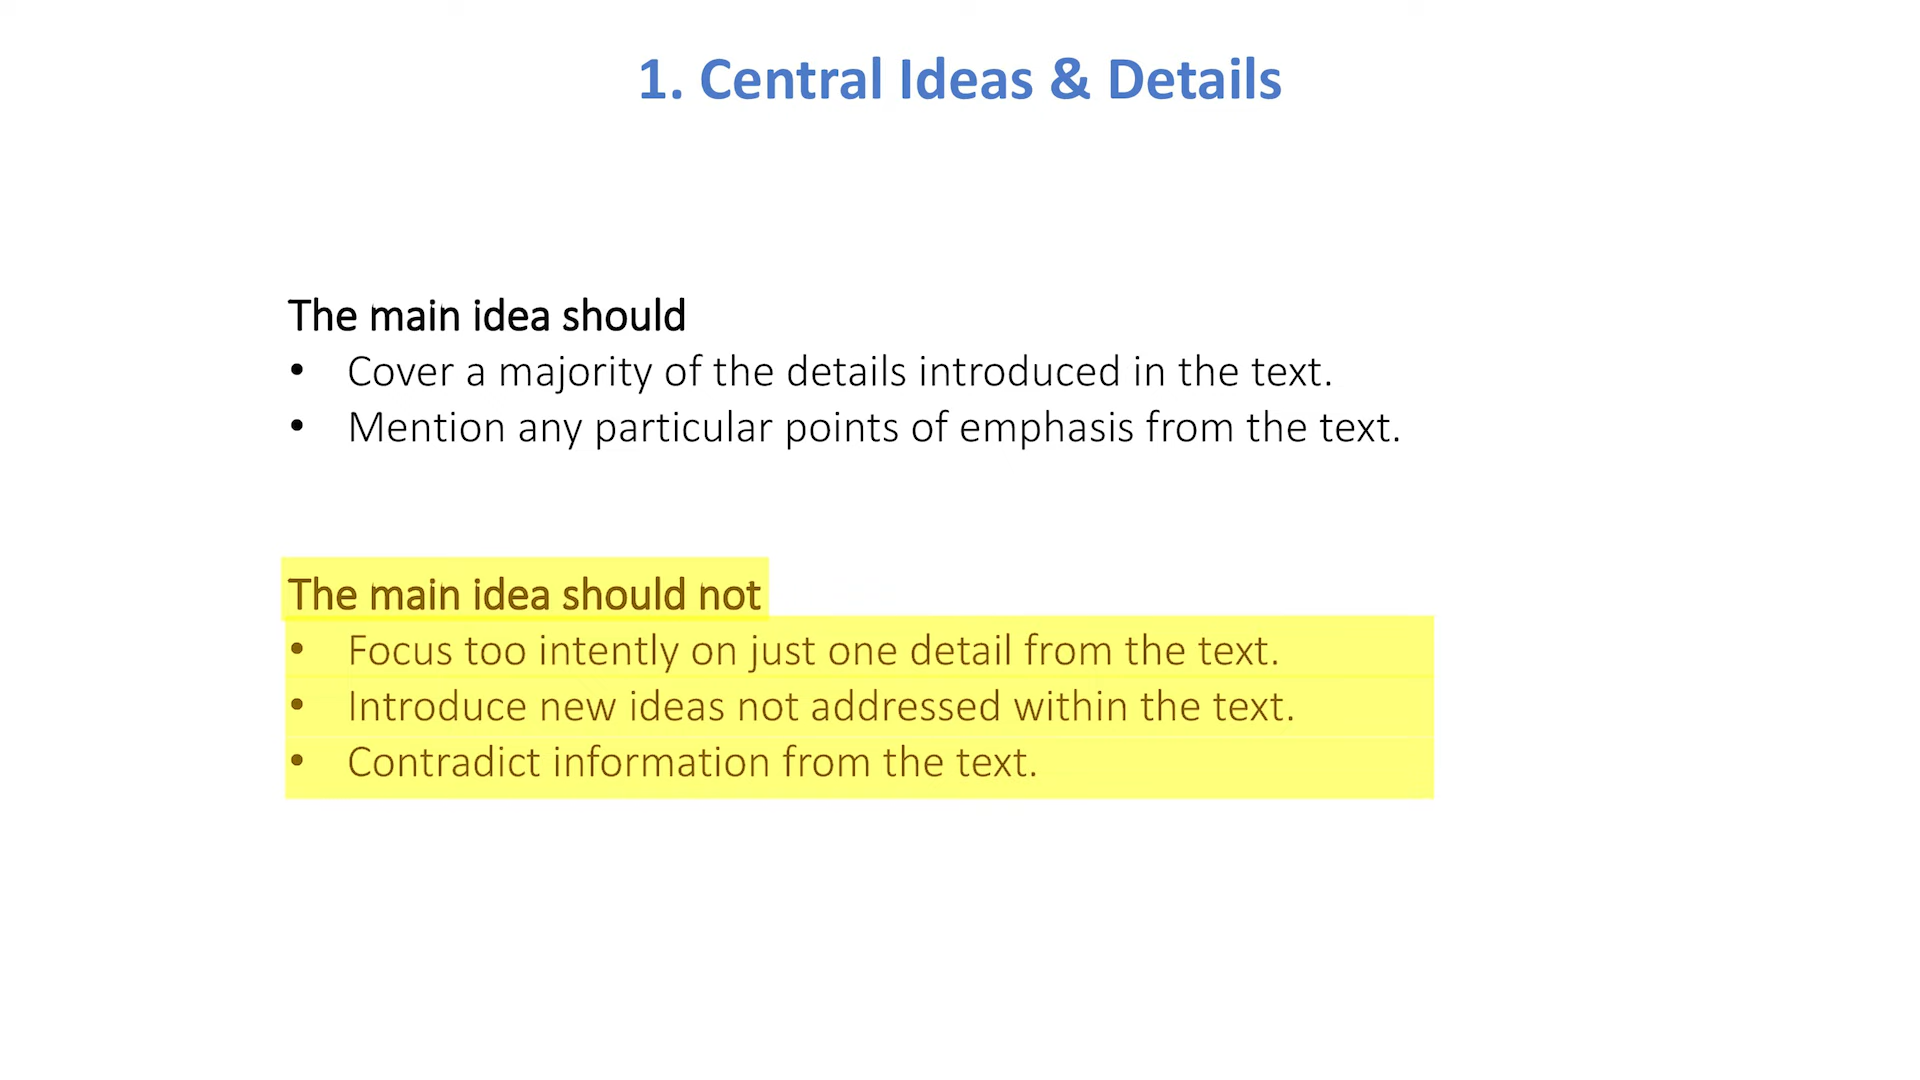 1. Central Ideas & Details
The main idea should
• Cover a majority of the details introduced in the text.
• Mention any particular points of emphasis from the text.
The main idea should not
• Focus too intently on just one detail from the text.
• Introduce new ideas not addressed within the text.
• Contradict information from the text.